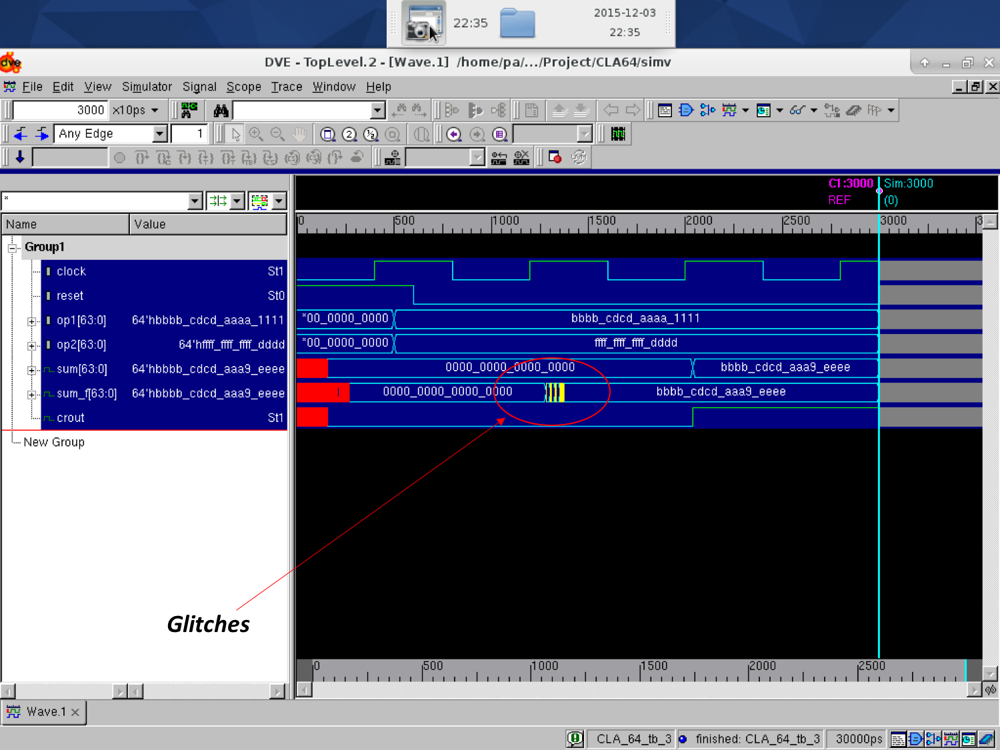 22:35
2015-12-03
22:35
dve
DVE - TopLevel.2 - [Wave.1] /home/pa/.../Project/CLA64/simv
File Edit View Simulator Signal Scope Trace Window Help
3000 x10ps
Any Edge 1
C1:3000 Sim:3000
REF (0)
*
Name Value
0 500 1000 1500 2000 2500 3000 3
Group1
clock St1
reset St0
op1[63:0] 64'hbbbb_cdcd_aaaa_1111 *00_0000_0000 bbbb_cdcd_aaaa_1111
op2[63:0] 64'hffff_ffff_ffff_dddd *00_0000_0000 ffff_ffff_ffff_dddd
sum[63:0] 64'hbbbb_cdcd_aaa9_eeee 0000_0000_0000_0000 bbbb_cdcd_aaa9_eeee
sum_f[63:0] 64'hbbbb_cdcd_aaa9_eeee 0000_0000_0000_0000 bbbb_cdcd_aaa9_eeee
crout St1
New Group
Glitches
0 500 1000 1500 2000 2500
Wave.1
CLA_64_tb_3 finished: CLA_64_tb_3 30000ps